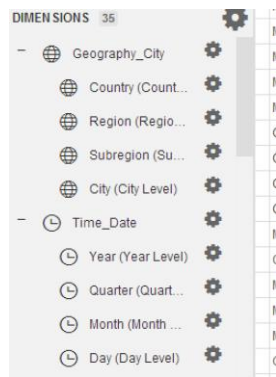 DIMENSIONS 35
Geography_City
Country (Count...
Region (Regio...
Subregion (Su...
City (City Level)
Time_Date
Year (Year Level)
Quarter (Quart...
Month (Month ...
Day (Day Level)